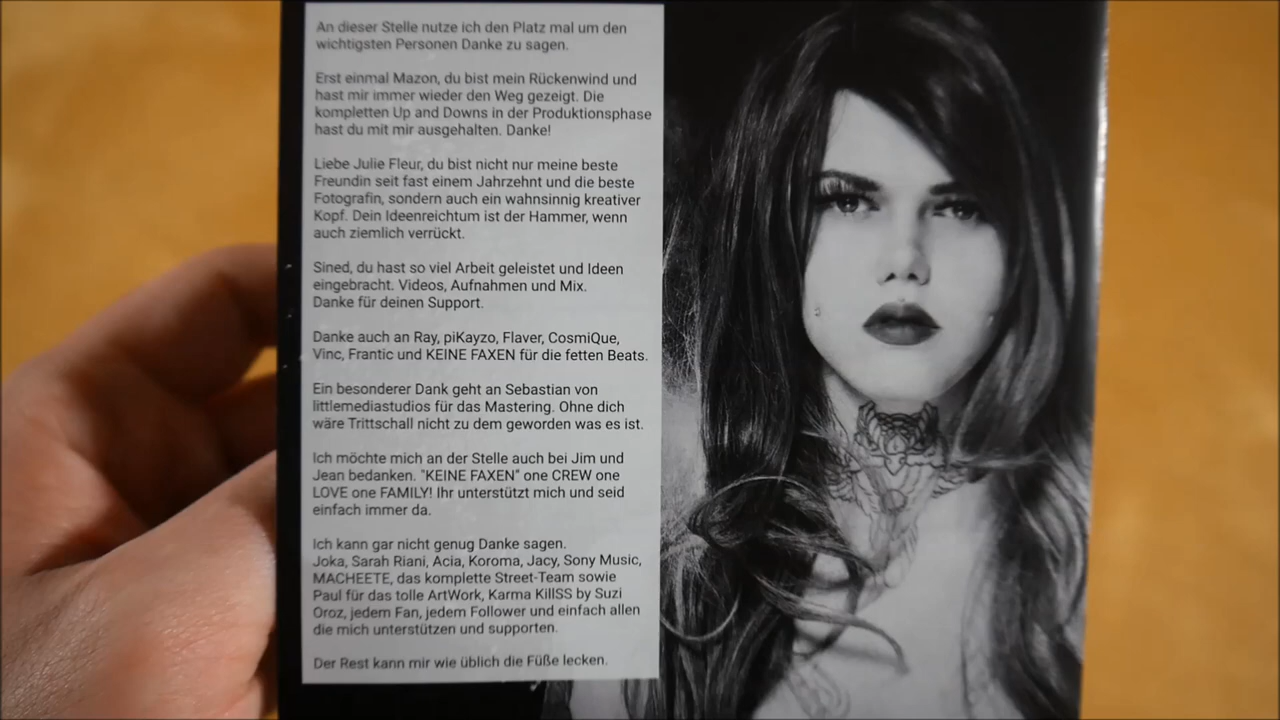 An dieser Stelle nutze ich den Platz mal um den
wichtigsten Personen Danke zu sagen.
Erst einmal Mazon, du bist mein Rückenwind und
hast mir immer wieder den Weg gezeigt. Die
kompletten Up and Downs in der Produktionsphase
hast du mit mir ausgehalten. Danke!
Liebe Julie Fleur, du bist nicht nur meine beste
Freundin seit fast einem Jahrzehnt und die beste
Fotografin, sondern auch ein wahnsinnig kreativer
Kopf. Dein Ideenreichtum ist der Hammer, wenn
auch ziemlich verrückt.
Sined, du hast so viel Arbeit geleistet und Ideen
eingebracht. Videos, Aufnahmen und Mix.
Danke für deinen Support.
Danke auch an Ray, piKayzo, Flaver, CosmiQue,
Vinc, Frantic und KEINE FAXEN für die fetten Beats.
Ein besonderer Dank geht an Sebastian von
littlemediastudios für das Mastering. Ohne dich
wäre Trittschall nicht zu dem geworden was es ist.
Ich möchte mich an der Stelle auch bei Jim und
Jean bedanken. "KEINE FAXEN" one CREW one
LOVE one FAMILY! Ihr unterstützt mich und seid
einfach immer da.
Ich kann gar nicht genug Danke sagen.
Joka, Sarah Riani, Acia, Koroma, Jacy, Sony Music,
MACHEETE, das komplette Street-Team sowie
Paul für das tolle ArtWork, Karma KillSS by Suzi
Oroz, jedem Fan, jedem Follower und einfach allen
die mich unterstützen und supporten.
Der Rest kann mir wie üblich die Füße lecken.